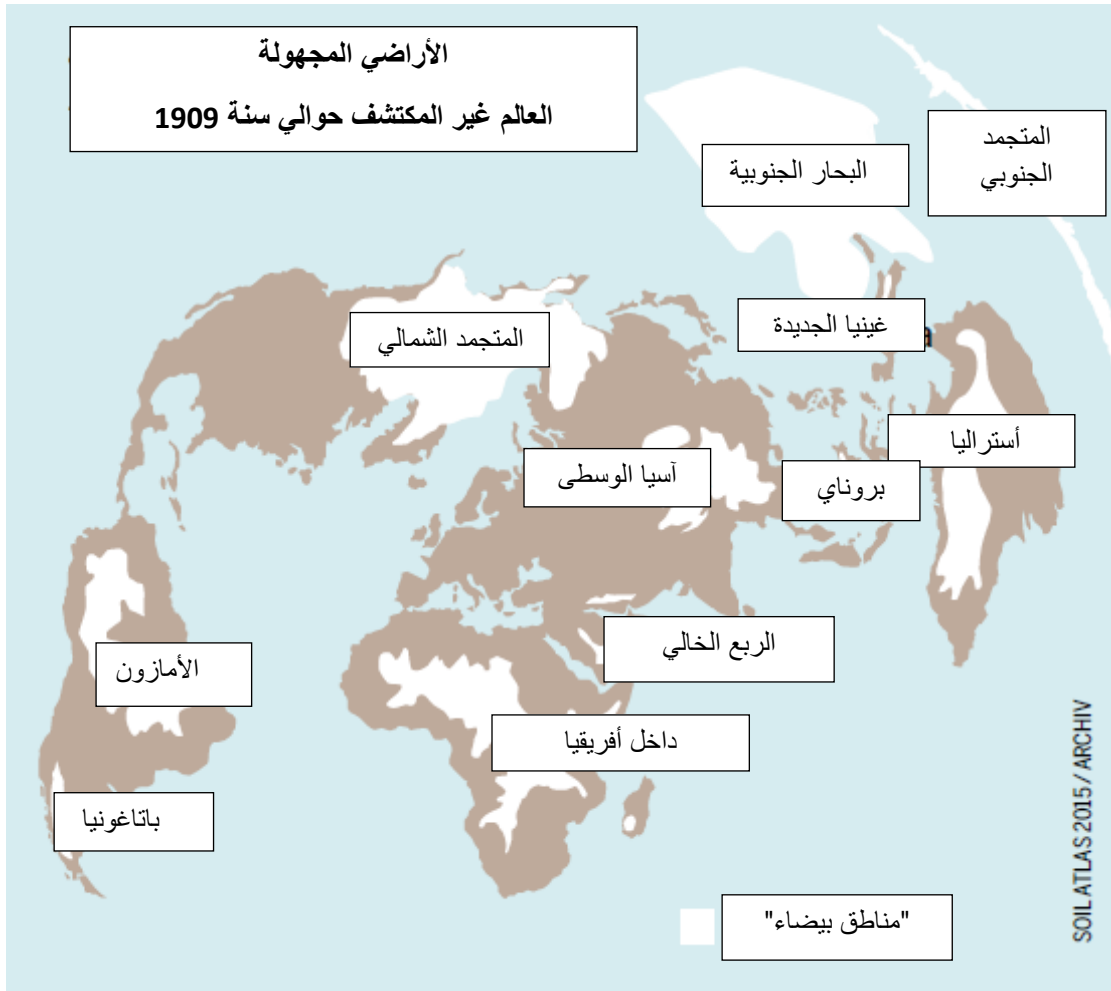 الأراضي المجهولة
العالم غير المكتشف حوالي سنة 1909
المتجمد
الجنوبي
البحار الجنوبية
غينيا الجديدة
a
المتجمد الشمالي
أستراليا
آسيا الوسطى
بروناي
الربع الخالي
الأمازون
داخل أفريقيا
باتاغونيا
"مناطق بيضاء"
SOIL ATLAS 2015 / ARCHIV